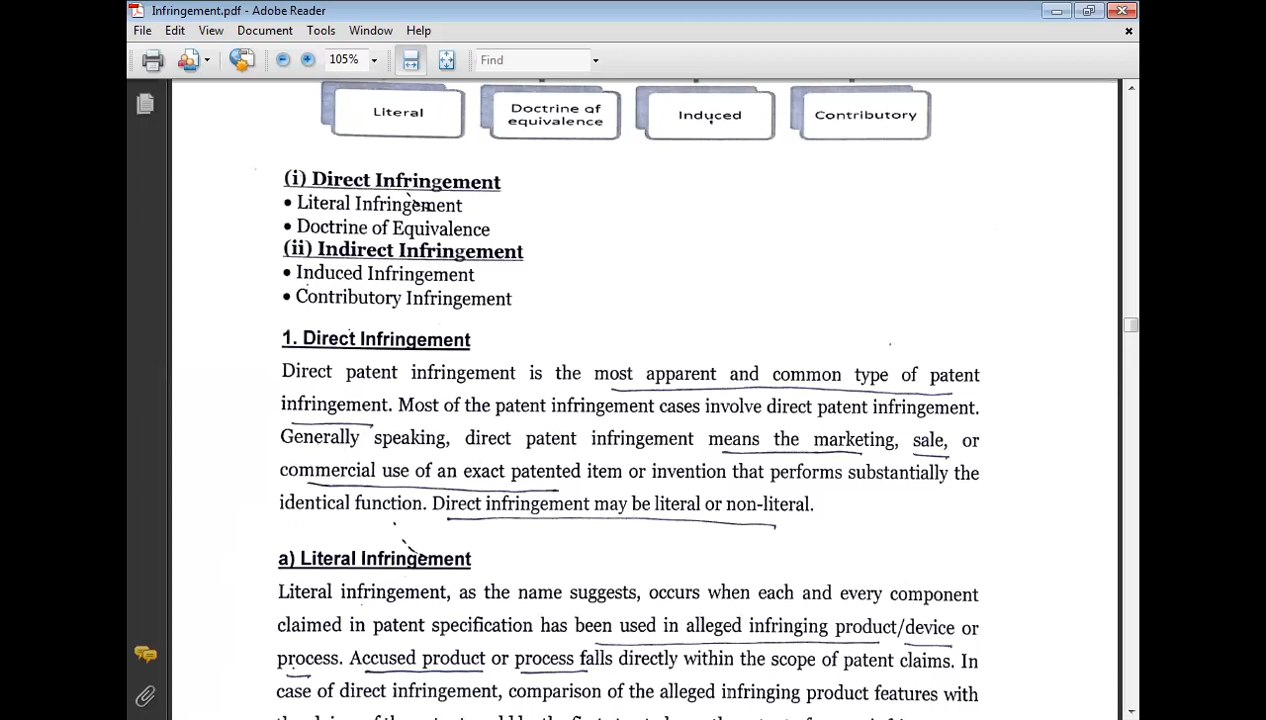 Infringement.pdf - Adobe Reader
File Edit View Document Tools Window Help
105% Find
Literal
Doctrine of
equivalence
Induced
Contributory
(i) Direct Infringement
• Literal Infringement
• Doctrine of Equivalence
(ii) Indirect Infringement
• Induced Infringement
• Contributory Infringement
1. Direct Infringement
Direct patent infringement is the most apparent and common type of patent
infringement. Most of the patent infringement cases involve direct patent infringement.
Generally speaking, direct patent infringement means the marketing, sale, or
commercial use of an exact patented item or invention that performs substantially the
identical function. Direct infringement may be literal or non-literal.
a) Literal Infringement
Literal infringement, as the name suggests, occurs when each and every component
claimed in patent specification has been used in alleged infringing product/device or
process. Accused product or process falls directly within the scope of patent claims. In
case of direct infringement, comparison of the alleged infringing product features with